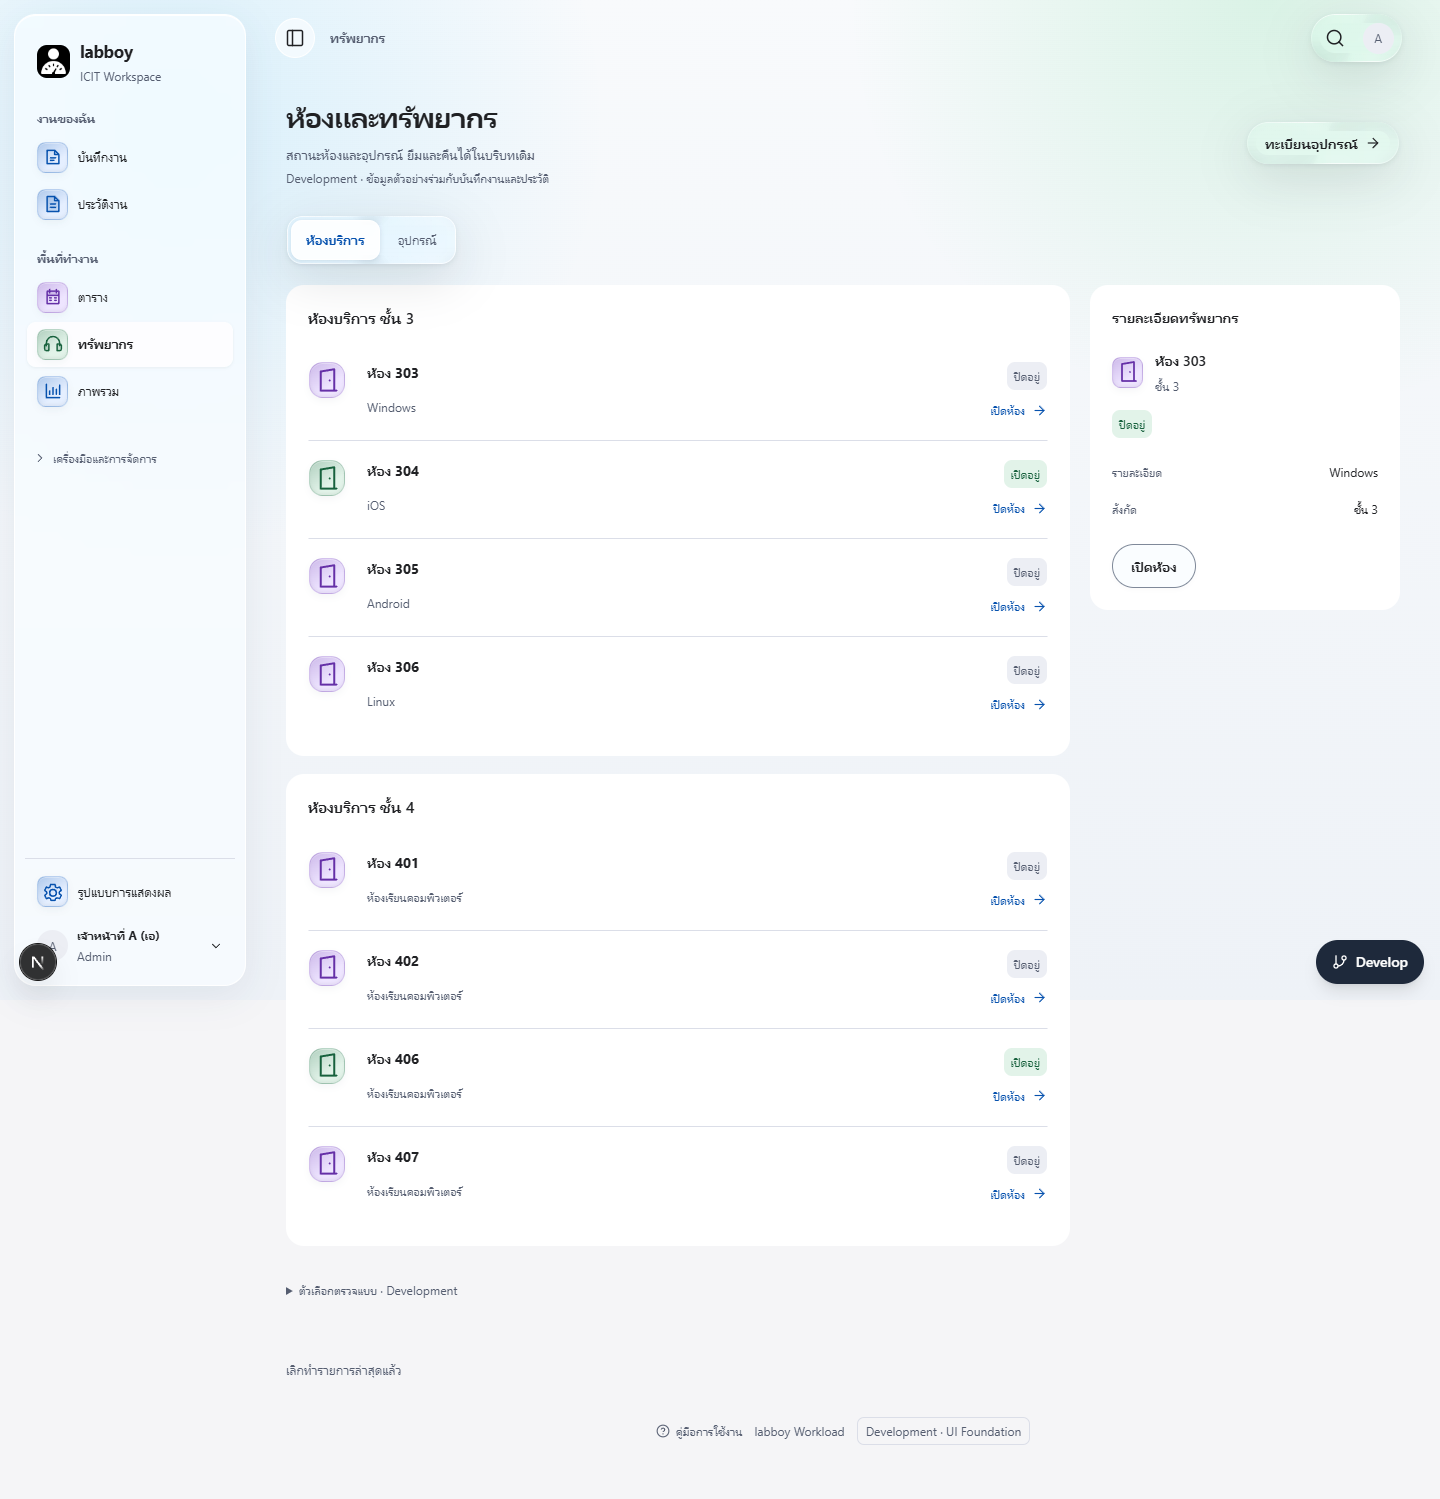 labboy
ICIT Workspace
งานของฉัน
บันทึกงาน
ประวัติงาน
พื้นที่ทำงาน
ตาราง
ทรัพยากร
ภาพรวม
เครื่องมือและการจัดการ
รูปแบบการแสดงผล
A
เจ้าหน้าที่ A (เอ)
Admin
N
ทรัพยากร
A
ห้องและทรัพยากร
สถานะห้องและอุปกรณ์ ยืมและคืนได้ในบริบทเดิม
Development · ข้อมูลตัวอย่างร่วมกับบันทึกงานและประวัติ
ทะเบียนอุปกรณ์
ห้องบริการ
อุปกรณ์
ห้องบริการ ชั้น 3
ห้อง 303
Windows
ปิดอยู่
เปิดห้อง
ห้อง 304
iOS
เปิดอยู่
ปิดห้อง
ห้อง 305
Android
ปิดอยู่
เปิดห้อง
ห้อง 306
Linux
ปิดอยู่
เปิดห้อง
ห้องบริการ ชั้น 4
ห้อง 401
ห้องเรียนคอมพิวเตอร์
ปิดอยู่
เปิดห้อง
ห้อง 402
ห้องเรียนคอมพิวเตอร์
ปิดอยู่
เปิดห้อง
ห้อง 406
ห้องเรียนคอมพิวเตอร์
เปิดอยู่
ปิดห้อง
ห้อง 407
ห้องเรียนคอมพิวเตอร์
ปิดอยู่
เปิดห้อง
รายละเอียดทรัพยากร
ห้อง 303
ชั้น 3
ปิดอยู่
รายละเอียด Windows
สังกัด ชั้น 3
เปิดห้อง
Develop
ตัวเลือกตรวจแบบ · Development
เลิกทำรายการล่าสุดแล้ว
คู่มือการใช้งาน labboy Workload Development · UI Foundation